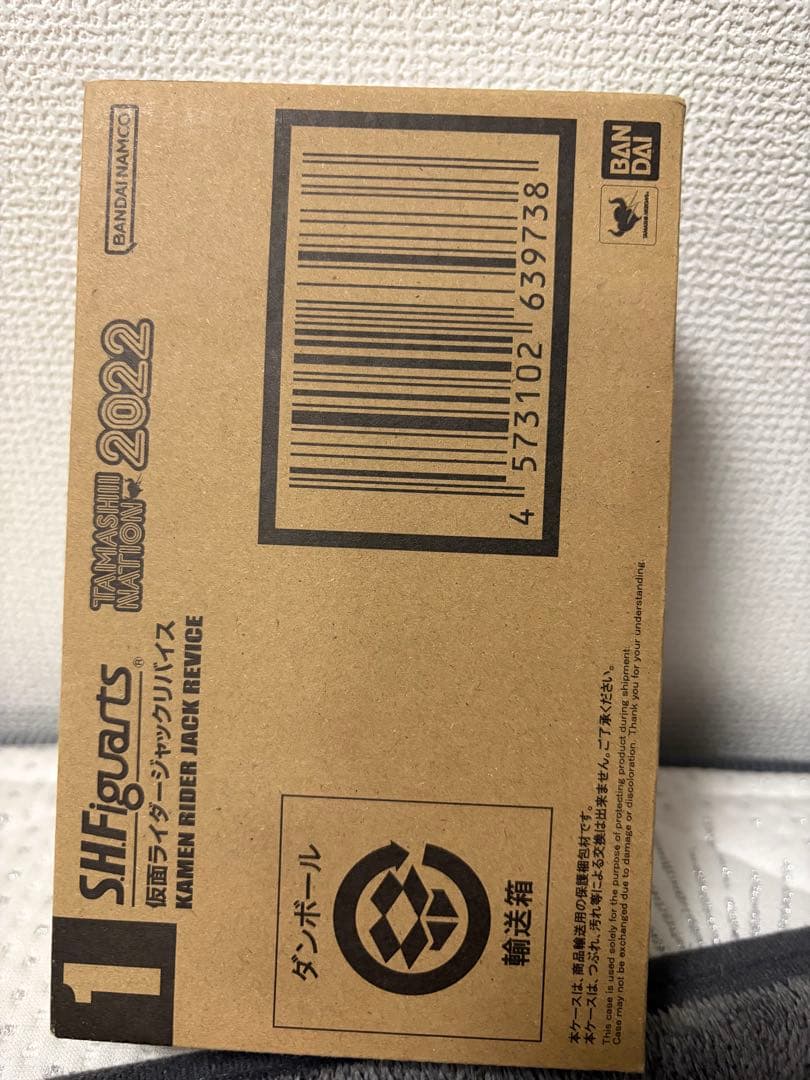 1
S.H.Figuarts®
仮面ライダージャックリバイス
KAMEN RIDER JACK REVICE
TAMASHII
NATION 2022
BANDAI NAMCO
4 573102 639738
BAN
DAI
TAMASHII NATIONS
ダンボール
輸送箱
本ケースは、商品輸送用の保護梱包材です。
本ケースは、つぶれ、汚れ等による交換は出来ません。ご了承ください。
This case is used solely for the purpose of protecting product during shipment.
Case may not be exchanged due to damage or discoloration. Thank you for your understanding.